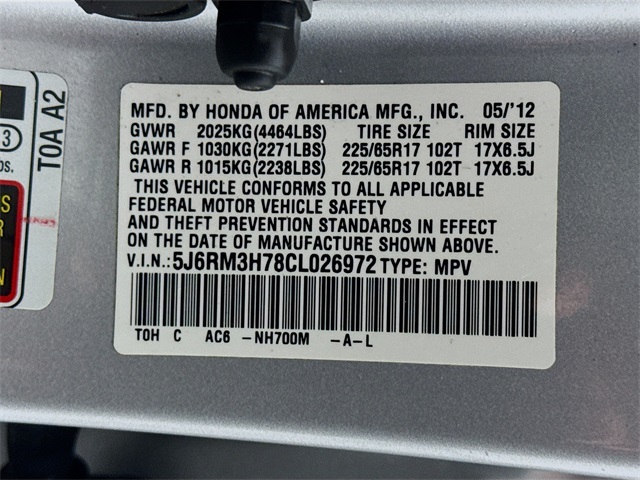 MFD. BY HONDA OF AMERICA MFG., INC. 05/'12
GVWR 2025KG(4464LBS) TIRE SIZE RIM SIZE
GAWR F 1030KG(2271LBS) 225/65R17 102T 17X6.5J
GAWR R 1015KG(2238LBS) 225/65R17 102T 17X6.5J
THIS VEHICLE CONFORMS TO ALL APPLICABLE
FEDERAL MOTOR VEHICLE SAFETY
AND THEFT PREVENTION STANDARDS IN EFFECT
ON THE DATE OF MANUFACTURE SHOWN ABOVE.
V.I.N.:5J6RM3H78CL026972 TYPE: MPV
T0H C AC6 -NH700M -A-L
T0A A2
3